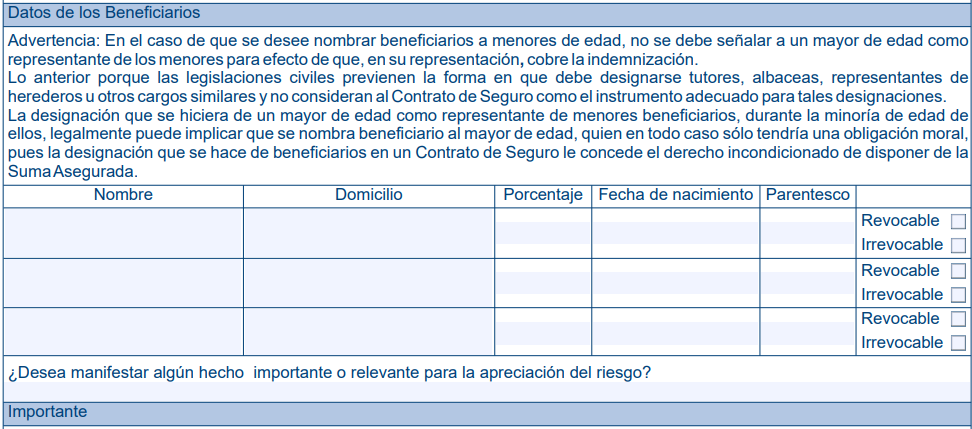 Datos de los Beneficiarios
Advertencia: En el caso de que se desee nombrar beneficiarios a menores de edad, no se debe señalar a un mayor de edad como
representante de los menores para efecto de que, en su representación, cobre la indemnización.
Lo anterior porque las legislaciones civiles previenen la forma en que debe designarse tutores, albaceas, representantes de
herederos u otros cargos similares y no consideran al Contrato de Seguro como el instrumento adecuado para tales designaciones.
La designación que se hiciera de un mayor de edad como representante de menores beneficiarios, durante la minoría de edad de
ellos, legalmente puede implicar que se nombra beneficiario al mayor de edad, quien en todo caso sólo tendría una obligación moral,
pues la designación que se hace de beneficiarios en un Contrato de Seguro le concede el derecho incondicionado de disponer de la
Suma Asegurada.
Nombre Domicilio Porcentaje Fecha de nacimiento Parentesco
Revocable
Irrevocable
Revocable
Irrevocable
Revocable
Irrevocable
¿Desea manifestar algún hecho importante o relevante para la apreciación del riesgo?
Importante